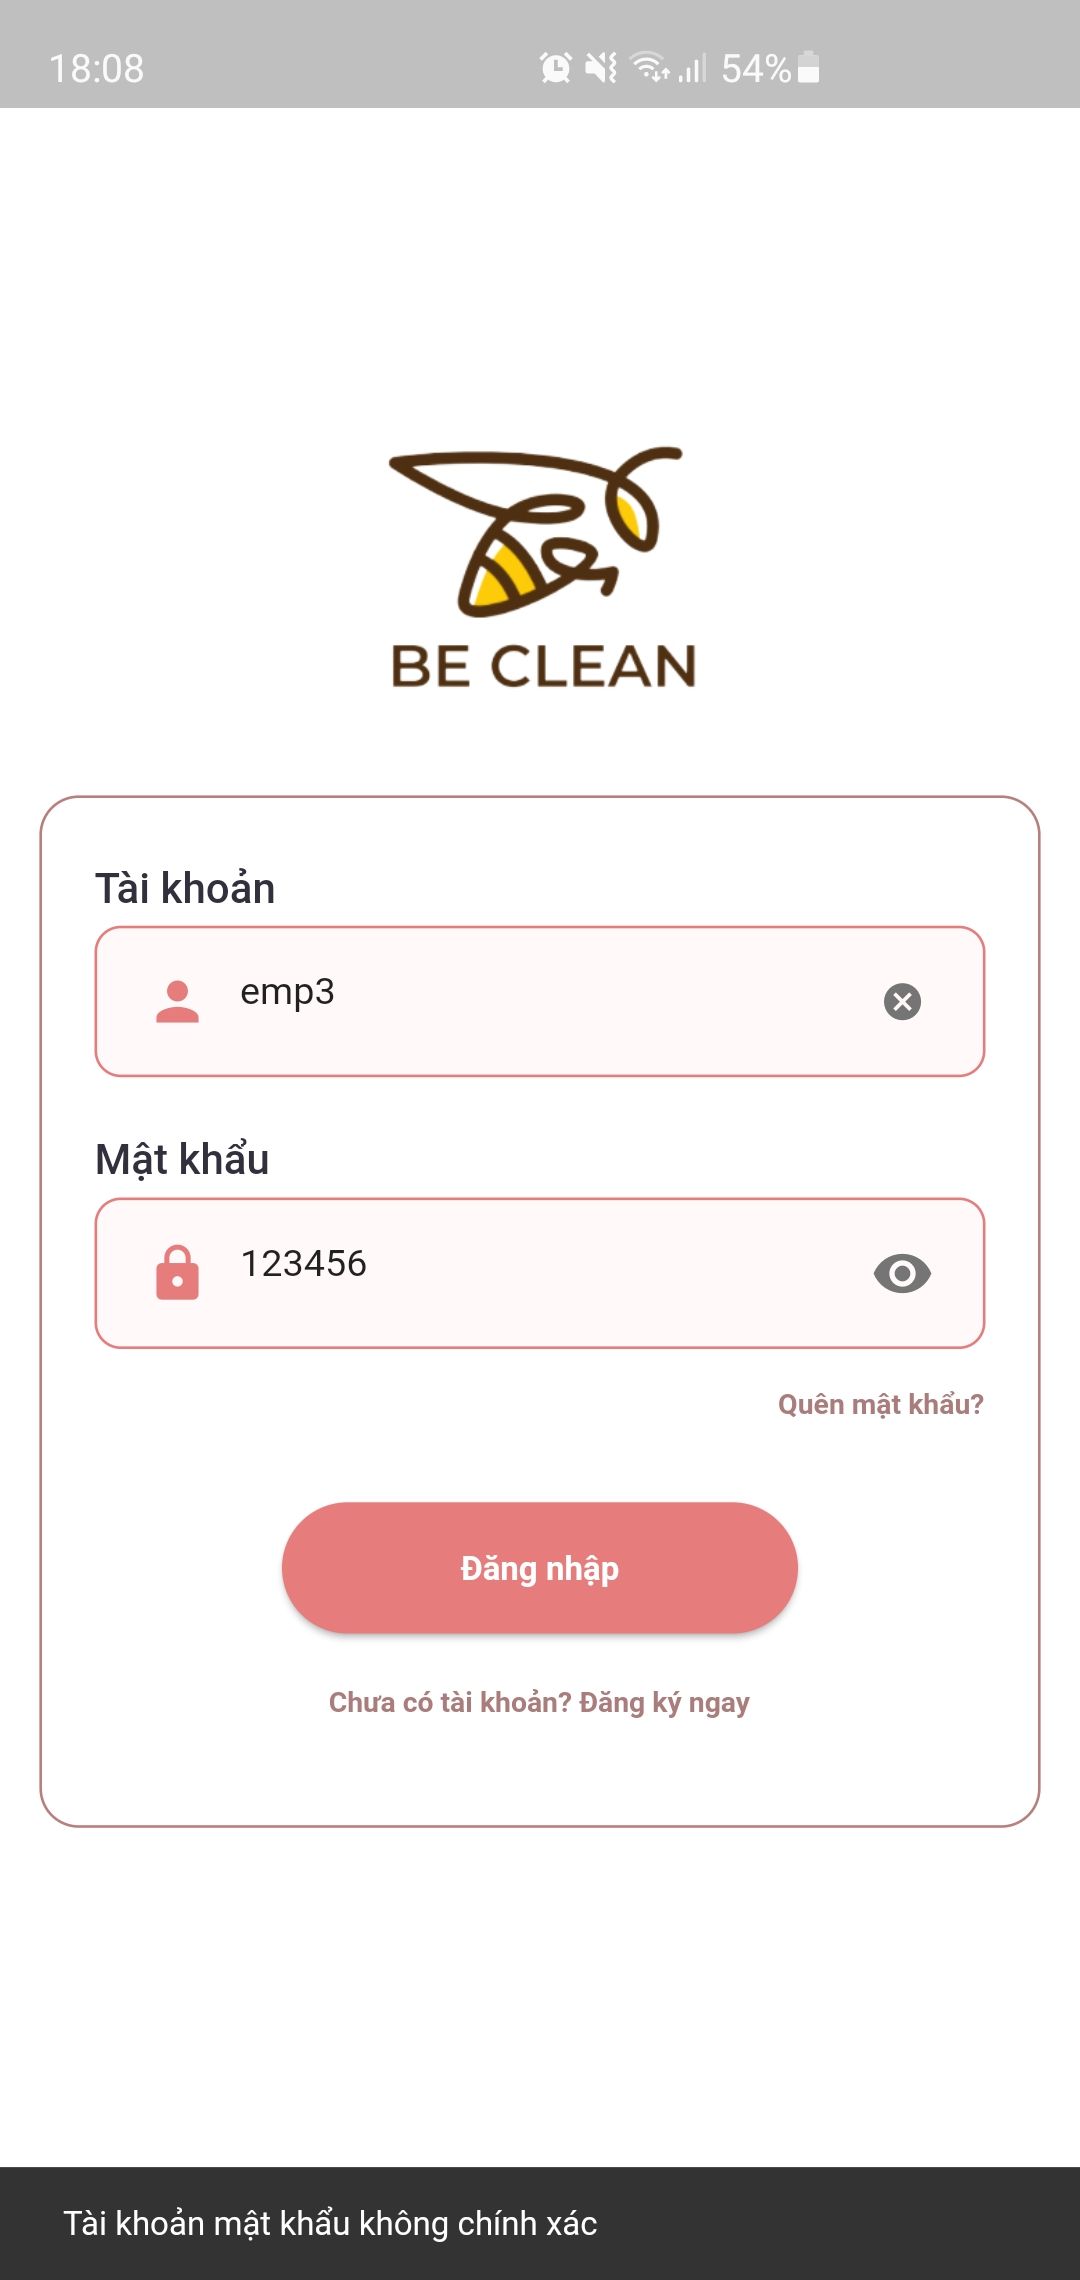 18:08 54%
BE CLEAN
Tài khoản
emp3
Mật khẩu
123456
Quên mật khẩu?
Đăng nhập
Chưa có tài khoản? Đăng ký ngay
Tài khoản mật khẩu không chính xác